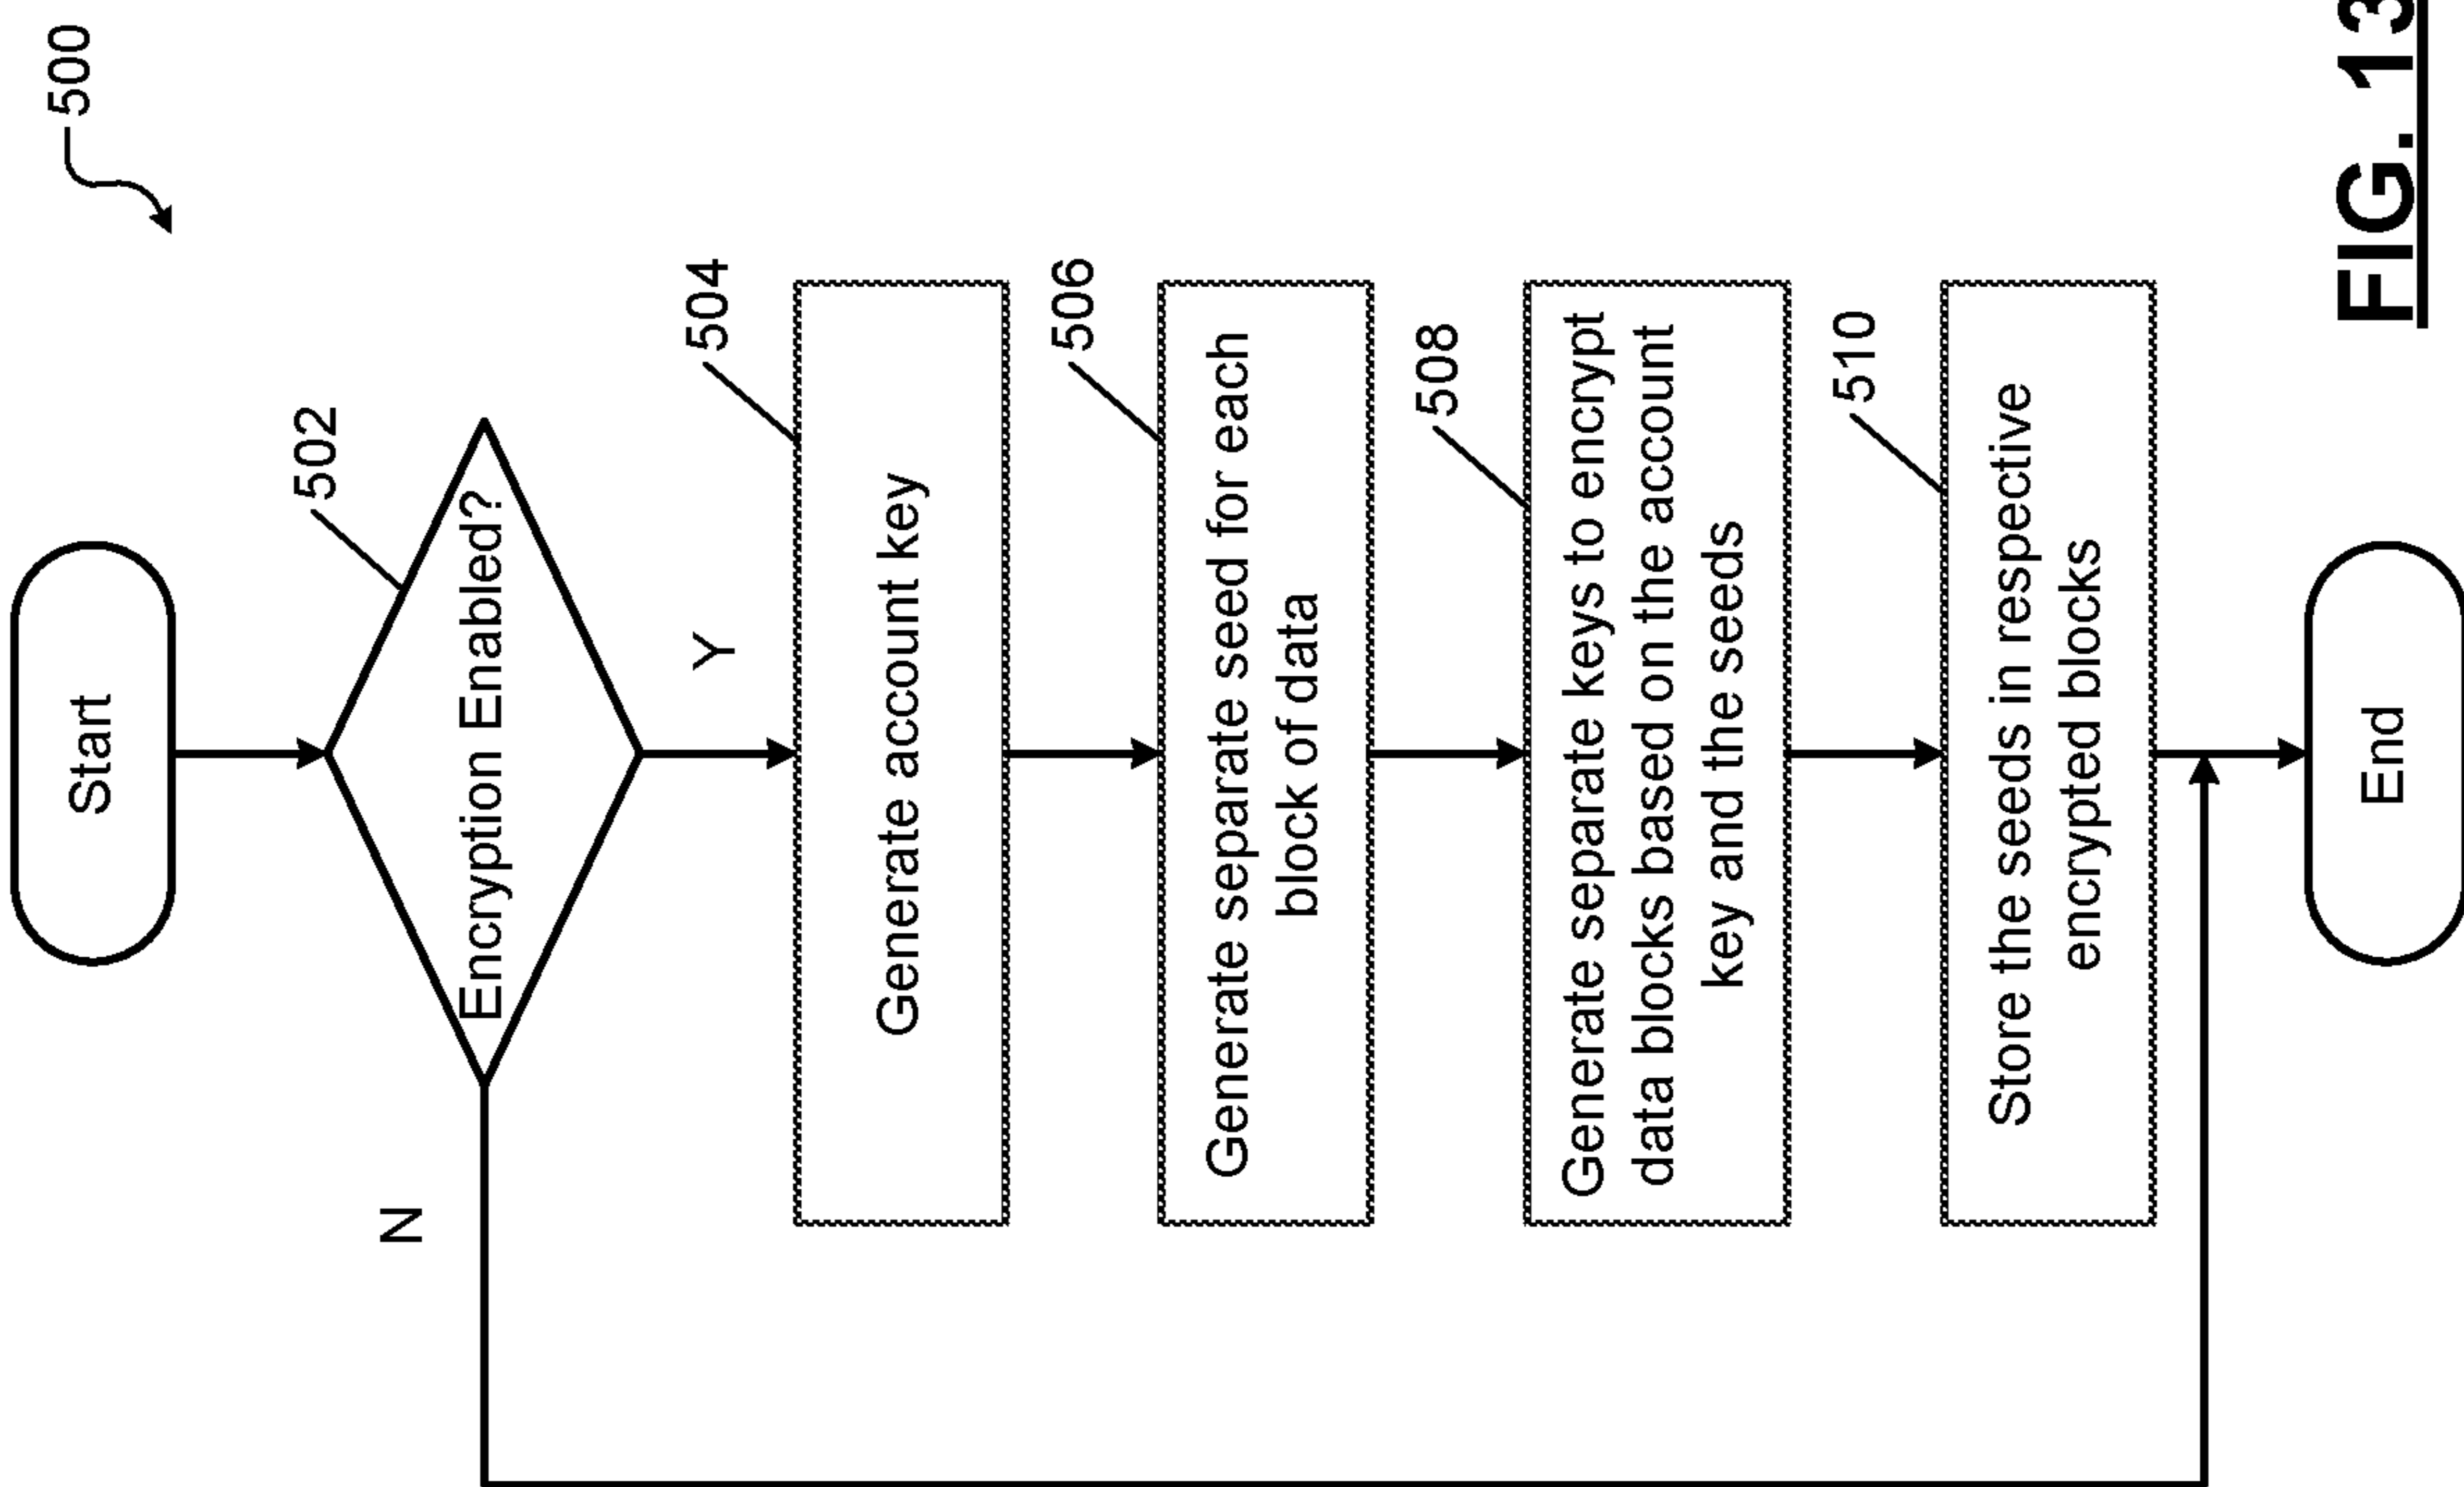 500
Start
502
Encryption Enabled?
N
Y
504
Generate account key
506
Generate separate seed for each
block of data
508
Generate separate keys to encrypt
data blocks based on the account
key and the seeds
510
Store the seeds in respective
encrypted blocks
End
FIG. 13